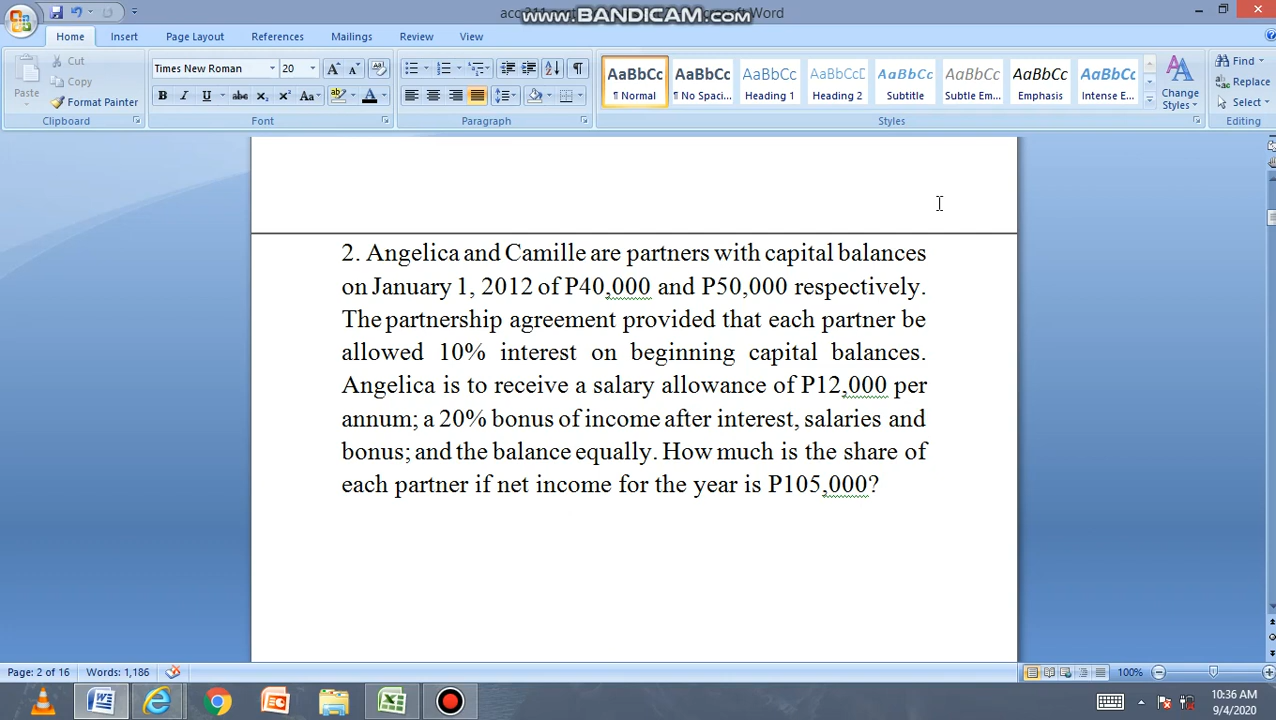 acc
www.BANDICAM.com
Word
Home Insert Page Layout References Mailings Review View
Paste
Cut
Copy
Format Painter
Clipboard
Times New Roman 20
Font
Paragraph
AaBbCc AaBbCc AaBbCc AaBbCcD AaBbCc AaBbCc AaBbCc AaBbCc
¶ Normal ¶ No Spaci... Heading 1 Heading 2 Subtitle Subtle Em... Emphasis Intense E...
Styles
Change Styles
Find
Replace
Select
Editing
2. Angelica and Camille are partners with capital balances
on January 1, 2012 of P40,000 and P50,000 respectively.
The partnership agreement provided that each partner be
allowed 10% interest on beginning capital balances.
Angelica is to receive a salary allowance of P12,000 per
annum; a 20% bonus of income after interest, salaries and
bonus; and the balance equally. How much is the share of
each partner if net income for the year is P105,000?
Page: 2 of 16 Words: 1,186 100%
10:36 AM
9/4/2020